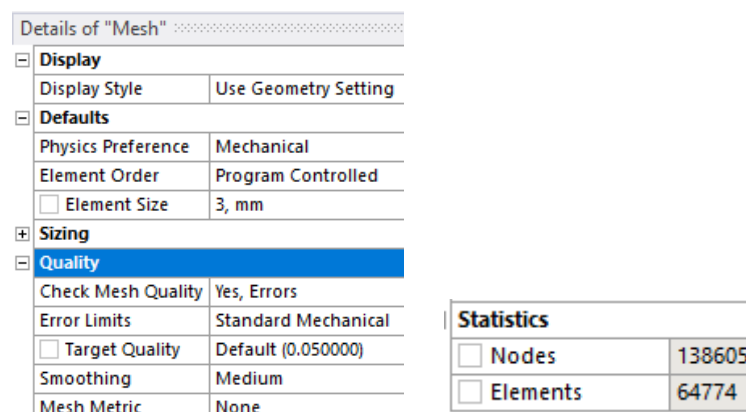 Details of "Mesh"
Display
Display Style Use Geometry Setting
Defaults
Physics Preference Mechanical
Element Order Program Controlled
Element Size 3, mm
Sizing
Quality
Check Mesh Quality Yes, Errors
Error Limits Standard Mechanical
Target Quality Default (0.050000)
Smoothing Medium
Mesh Metric None
Statistics
Nodes 138605
Elements 64774